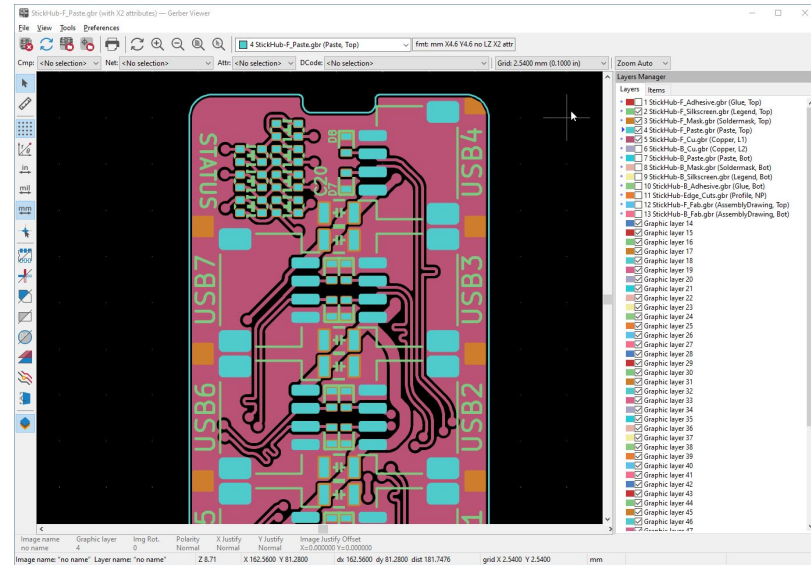 StickHub-F_Paste.gbr (with X2 attributes) — Gerber Viewer
File View Tools Preferences
4 StickHub-F_Paste.gbr (Paste, Top)
fmt: mm X4.6 Y4.6 no LZ X2 attr
Cmp: <No selection> Net: <No selection> Attr: <No selection> DCode: <No selection> Grid: 2.5400 mm (0.1000 in) Zoom Auto
Layers Manager
Layers Items
1 StickHub-F_Adhesive.gbr (Glue, Top)
2 StickHub-F_Silkscreen.gbr (Legend, Top)
3 StickHub-F_Mask.gbr (Soldermask, Top)
4 StickHub-F_Paste.gbr (Paste, Top)
5 StickHub-F_Cu.gbr (Copper, L1)
6 StickHub-B_Cu.gbr (Copper, L2)
7 StickHub-B_Paste.gbr (Paste, Bot)
8 StickHub-B_Mask.gbr (Soldermask, Bot)
9 StickHub-B_Silkscreen.gbr (Legend, Bot)
10 StickHub-B_Adhesive.gbr (Glue, Bot)
11 StickHub-Edge_Cuts.gbr (Profile, NP)
12 StickHub-F_Fab.gbr (AssemblyDrawing, Top)
13 StickHub-B_Fab.gbr (AssemblyDrawing, Bot)
Graphic layer 14
Graphic layer 15
Graphic layer 16
Graphic layer 17
Graphic layer 18
Graphic layer 19
Graphic layer 20
Graphic layer 21
Graphic layer 22
Graphic layer 23
Graphic layer 24
Graphic layer 25
Graphic layer 26
Graphic layer 27
Graphic layer 28
Graphic layer 29
Graphic layer 30
Graphic layer 31
Graphic layer 32
Graphic layer 33
Graphic layer 34
Graphic layer 35
Graphic layer 36
Graphic layer 37
Graphic layer 38
Graphic layer 39
Graphic layer 40
Graphic layer 41
Graphic layer 42
Graphic layer 43
Graphic layer 44
Graphic layer 45
Graphic layer 46
Graphic layer 47
in
mil
mm
STATUS
D8
C20
D7
USB4
USB7
USB3
USB6
USB2
5
1
Image name Graphic layer Img Rot. Polarity X Justify Y Justify Image Justify Offset
no name 4 0 Normal Normal Normal X=0.000000 Y=0.000000
Image name: "no name" Layer name: "no name" Z 8.71 X 162.5600 Y 81.2800 dx 162.5600 dy 81.2800 dist 181.7476 grid X 2.5400 Y 2.5400 mm